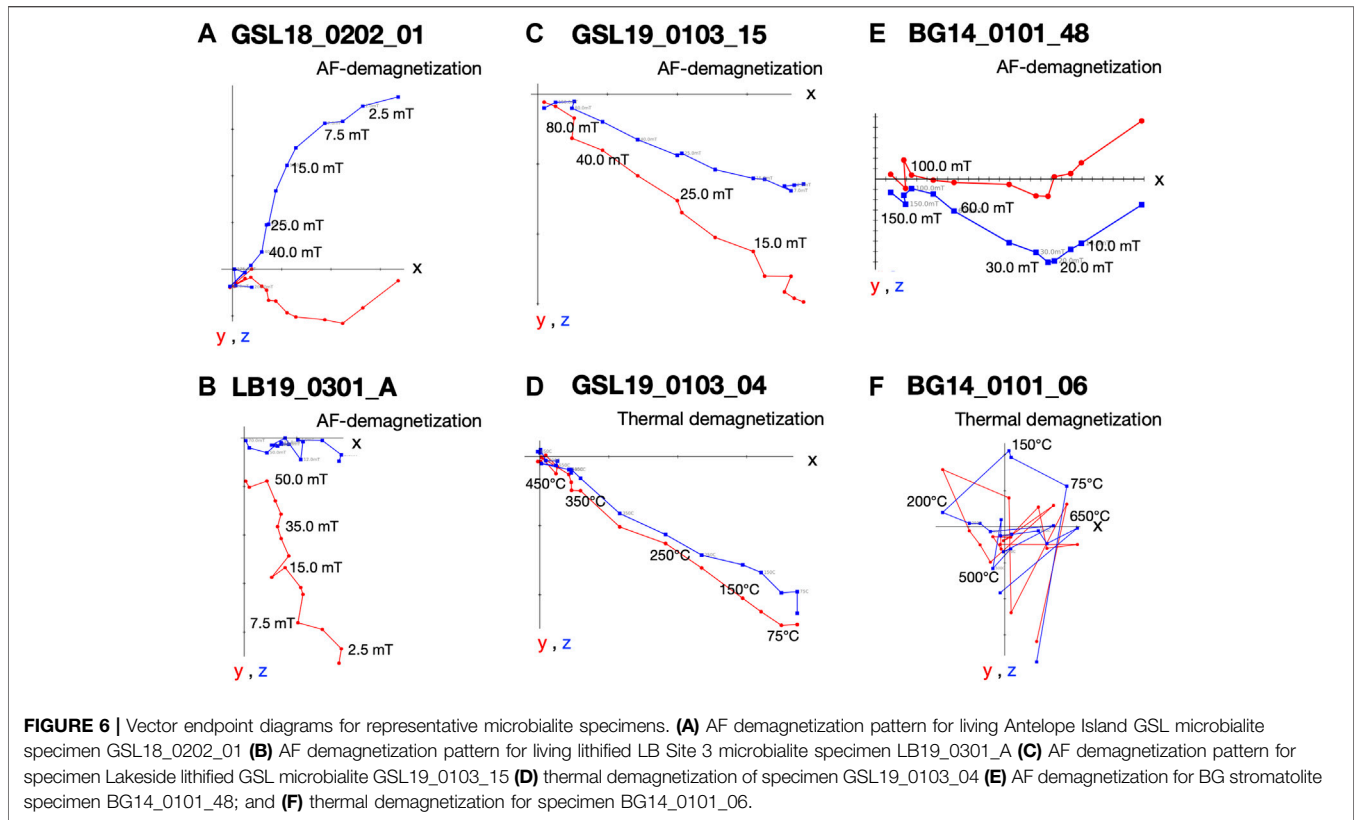 A GSL18_0202_01
AF-demagnetization
2.5 mT
7.5 mT
15.0 mT
25.0 mT
40.0 mT
x
y , z
B LB19_0301_A
AF-demagnetization
x
50.0 mT
35.0 mT
15.0 mT
7.5 mT
2.5 mT
y , z
C GSL19_0103_15
AF-demagnetization
x
80.0 mT
40.0 mT
25.0 mT
15.0 mT
y , z
D GSL19_0103_04
Thermal demagnetization
x
450°C
350°C
250°C
150°C
75°C
y , z
E BG14_0101_48
AF-demagnetization
100.0 mT
x
150.0 mT
60.0 mT
10.0 mT
30.0 mT
20.0 mT
y , z
F BG14_0101_06
Thermal demagnetization
150°C
75°C
200°C
650°C
x
500°C
y , z
FIGURE 6 | Vector endpoint diagrams for representative microbialite specimens. (A) AF demagnetization pattern for living Antelope Island GSL microbialite
specimen GSL18_0202_01 (B) AF demagnetization pattern for living lithified LB Site 3 microbialite specimen LB19_0301_A (C) AF demagnetization pattern for
specimen Lakeside lithified GSL microbialite GSL19_0103_15 (D) thermal demagnetization of specimen GSL19_0103_04 (E) AF demagnetization for BG stromatolite
specimen BG14_0101_48; and (F) thermal demagnetization for specimen BG14_0101_06.